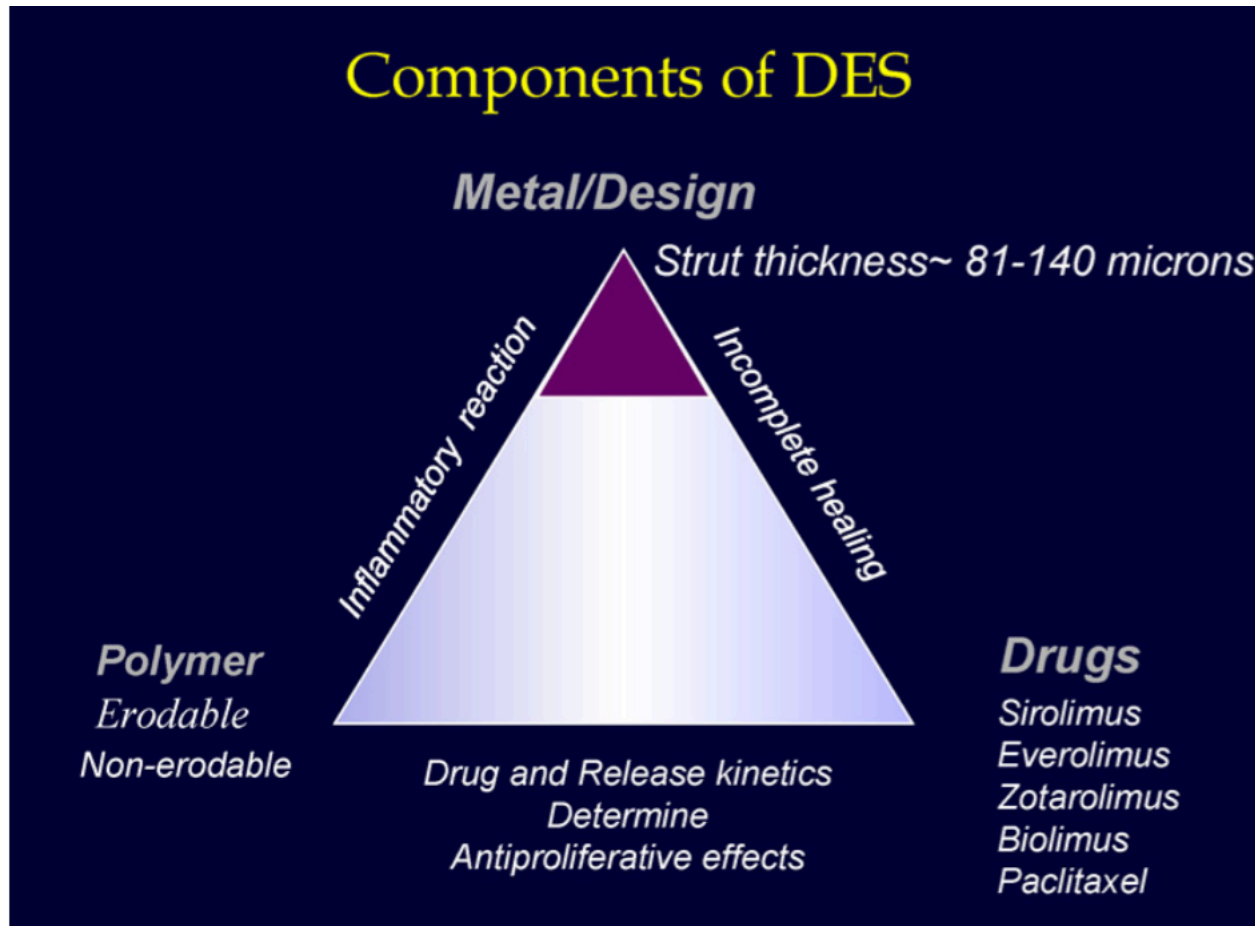 Components of DES
Metal/Design
Strut thickness~ 81-140 microns
Inflammatory reaction
Incomplete healing
Polymer
Erodable
Non-erodable
Drug and Release kinetics
Determine
Antiproliferative effects
Drugs
Sirolimus
Everolimus
Zotarolimus
Biolimus
Paclitaxel